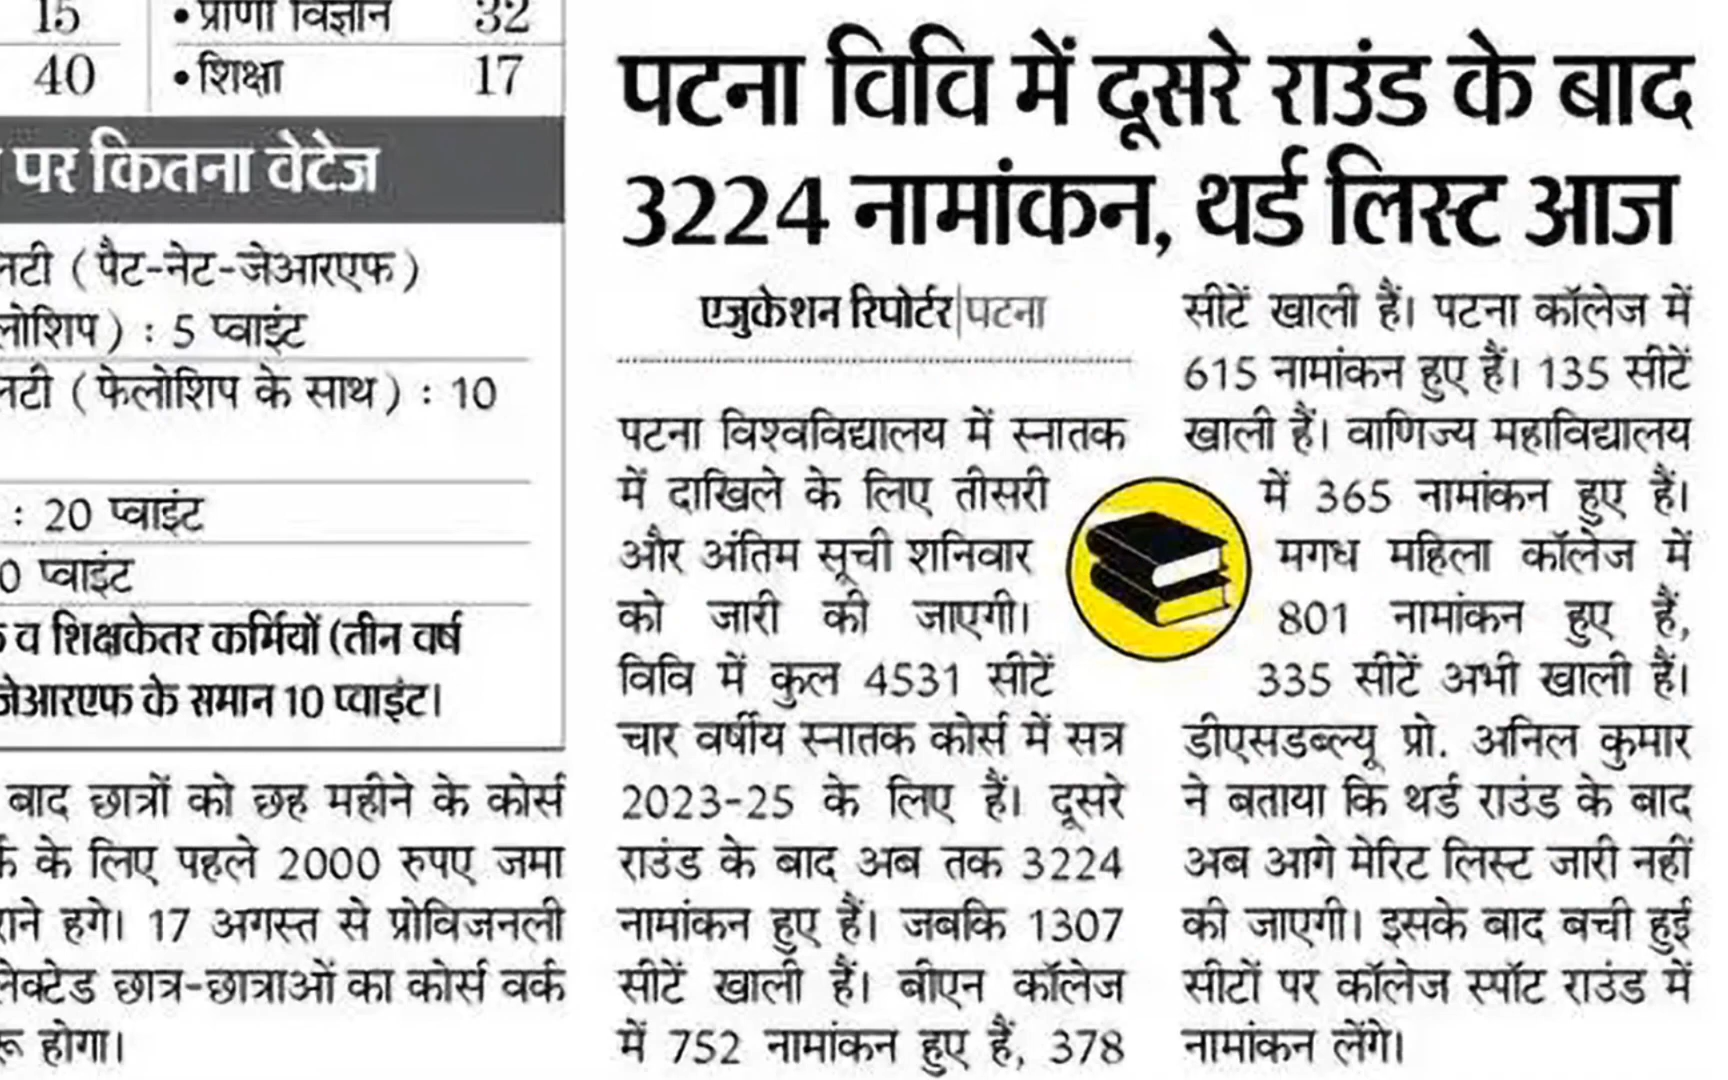 15
• प्राणी विज्ञान 32
40
• शिक्षा 17
पर कितना वेटेज
(पैट-नेट-जेआरएफ)
: 5 प्वाइंट
(फेलोशिप के साथ) : 10
: 20 प्वाइंट
0 प्वाइंट
व शिक्षकेतर कर्मियों (तीन वर्ष
जेआरएफ के समान 10 प्वाइंट।
बाद छात्रों को छह महीने के कोर्स
के लिए पहले 2000 रुपए जमा
हगे। 17 अगस्त से प्रोविजनली
छात्र-छात्राओं का कोर्स वर्क
होगा।
पटना विवि में दूसरे राउंड के बाद
3224 नामांकन, थर्ड लिस्ट आज
एजुकेशन रिपोर्टर|पटना
पटना विश्वविद्यालय में स्नातक
में दाखिले के लिए तीसरी
और अंतिम सूची शनिवार
को जारी की जाएगी।
विवि में कुल 4531 सीटें
चार वर्षीय स्नातक कोर्स में सत्र
2023-25 के लिए हैं। दूसरे
राउंड के बाद अब तक 3224
नामांकन हुए हैं। जबकि 1307
सीटें खाली हैं। बीएन कॉलेज
में 752 नामांकन हुए हैं, 378
सीटें खाली हैं। पटना कॉलेज में
615 नामांकन हुए हैं। 135 सीटें
खाली हैं। वाणिज्य महाविद्यालय
में 365 नामांकन हुए हैं।
मगध महिला कॉलेज में
801 नामांकन हुए हैं,
335 सीटें अभी खाली हैं।
डीएसडब्ल्यू प्रो. अनिल कुमार
ने बताया कि थर्ड राउंड के बाद
अब आगे मेरिट लिस्ट जारी नहीं
की जाएगी। इसके बाद बची हुई
सीटों पर कॉलेज स्पॉट राउंड में
नामांकन लेंगे।